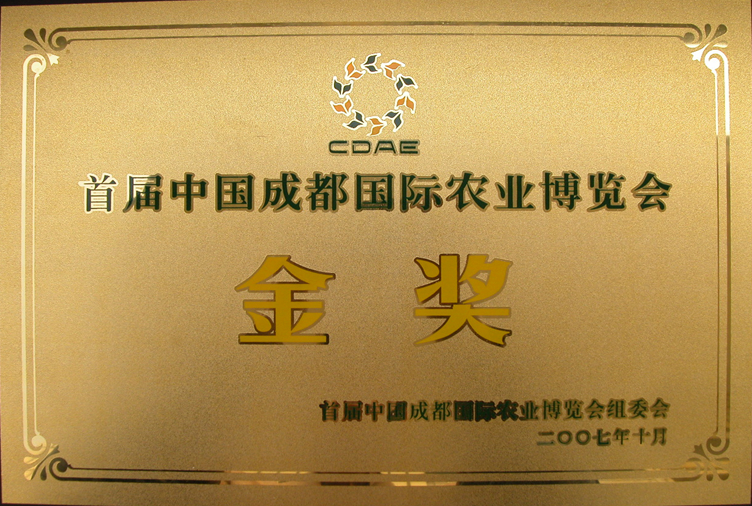 CDAE
首届中国成都国际农业博览会
金奖
首届中国成都国际农业博览会组委会
二〇〇七年十月